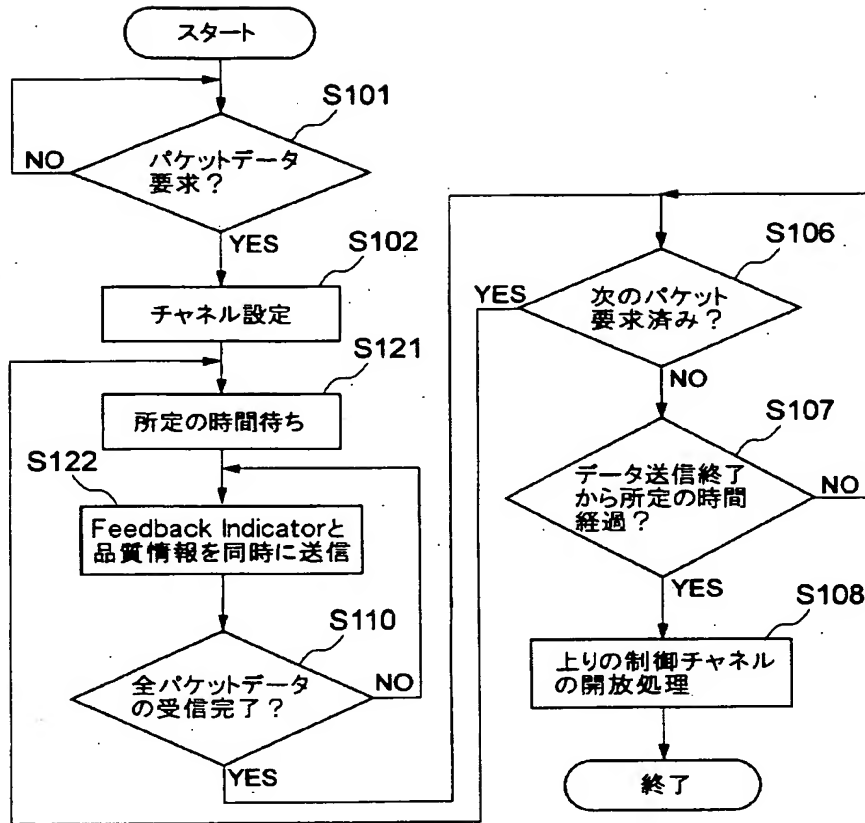 スタート
S101
パケットデータ
要求？
NO
YES
S102
チャネル設定
S121
所定の時間待ち
S122
Feedback Indicatorと
品質情報を同時に送信
S110
全パケットデータ
の受信完了？
NO
YES
S106
次のパケット
要求済み？
YES
NO
S107
データ送信終了
から所定の時間
経過？
NO
YES
S108
上りの制御チャネル
の開放処理
終了